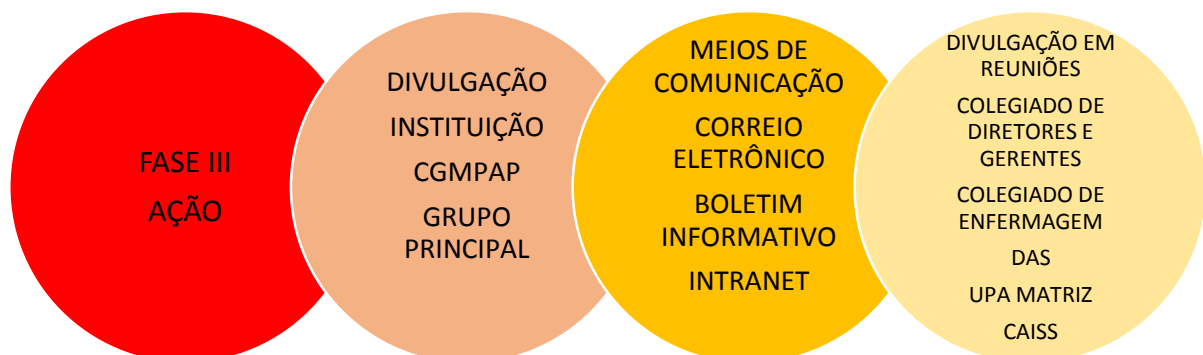 FASE III
AÇÃO
DIVULGAÇÃO
INSTITUIÇÃO
CGMPAP
GRUPO
PRINCIPAL
MEIOS DE
COMUNICAÇÃO
CORREIO
ELETRÔNICO
BOLETIM
INFORMATIVO
INTRANET
DIVULGAÇÃO EM
REUNIÕES
COLEGIADO DE
DIRETORES E
GERENTES
COLEGIADO DE
ENFERMAGEM
DAS
UPA MATRIZ
CAISS